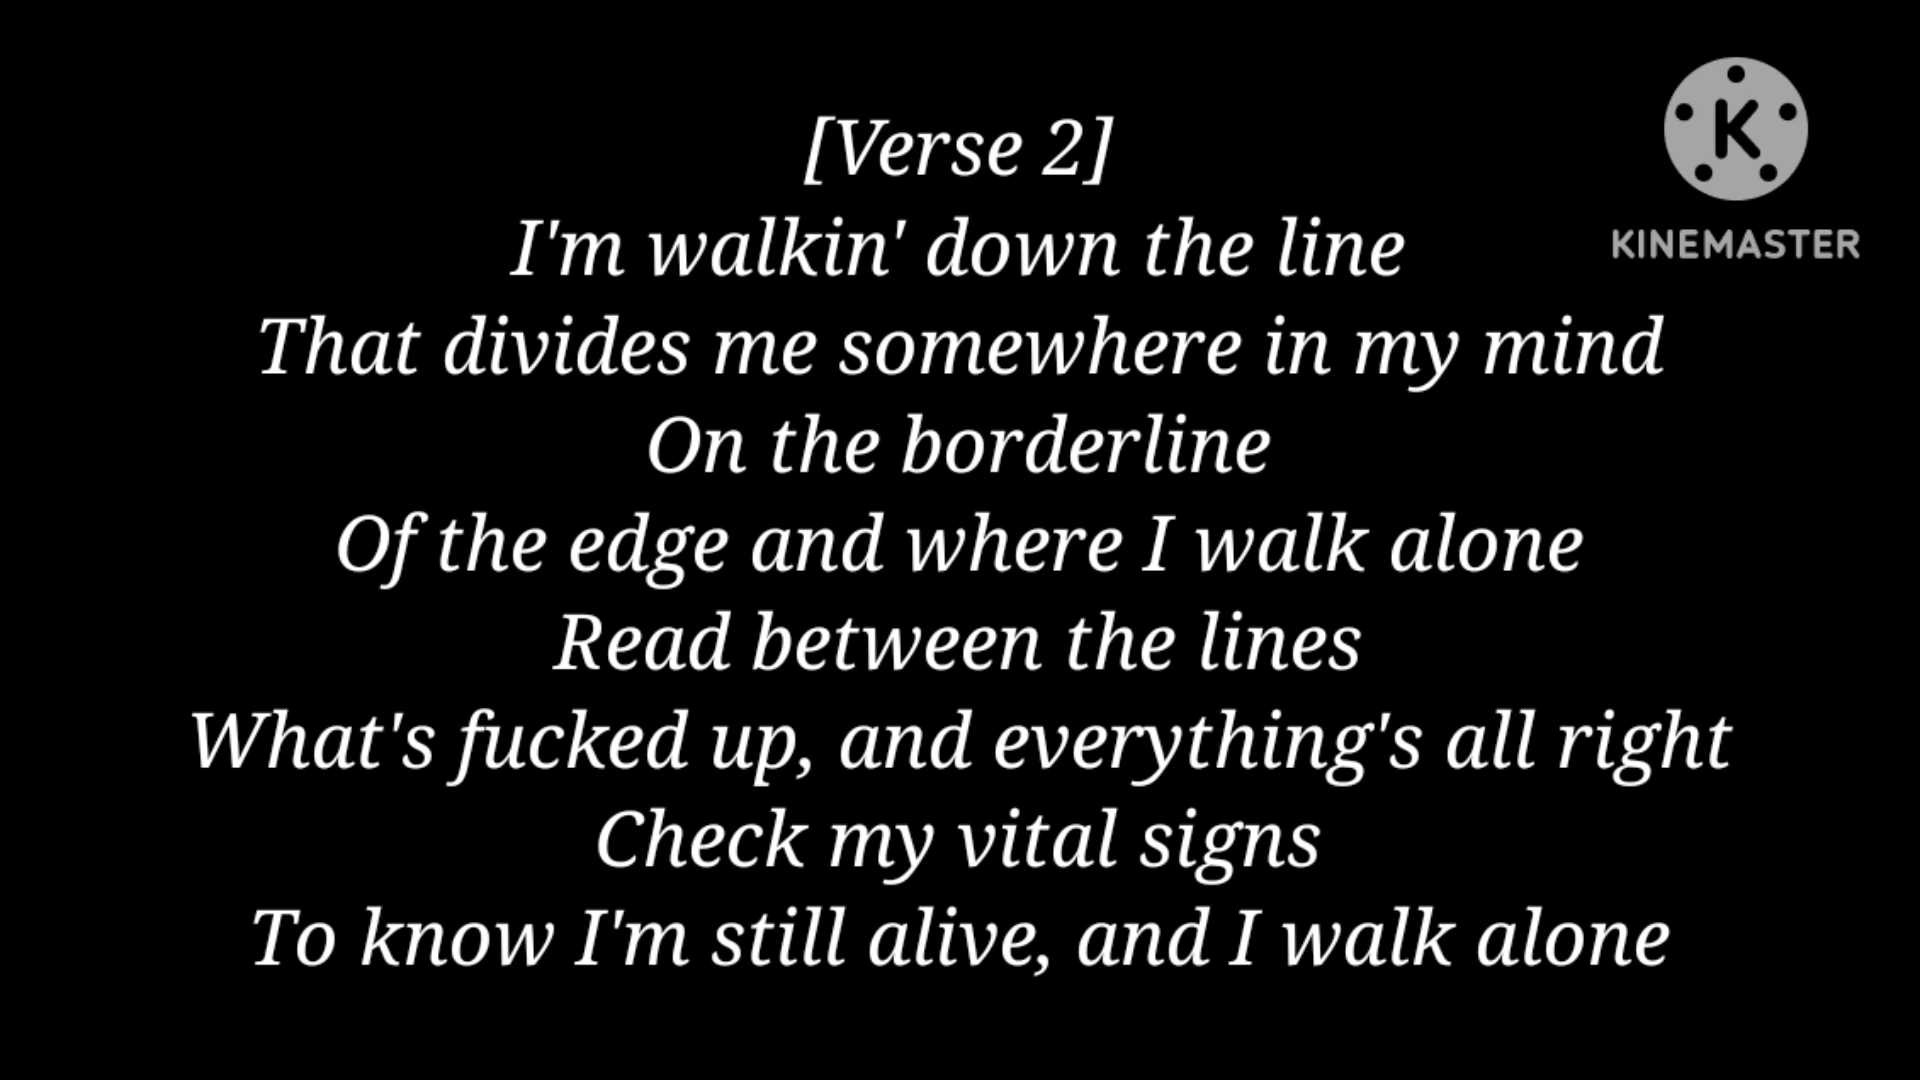 [Verse 2]
I'm walkin' down the line
That divides me somewhere in my mind
On the borderline
Of the edge and where I walk alone
Read between the lines
What's fucked up, and everything's all right
Check my vital signs
To know I'm still alive, and I walk alone
K
KINEMASTER